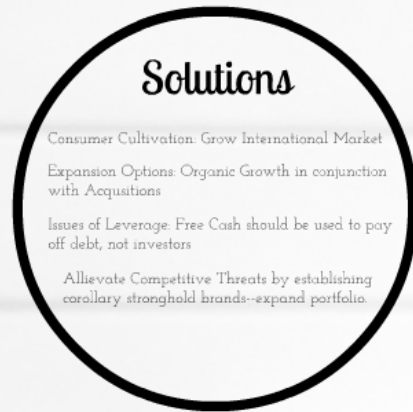 Solutions
Consumer Cultivation: Grow International Market
Expansion Options: Organic Growth in conjunction
with Acqusitions
Issues of Leverage: Free Cash should be used to pay
off debt, not investors
Allievate Competitive Threats by establishing
corollary stronghold brands--expand portfolio.